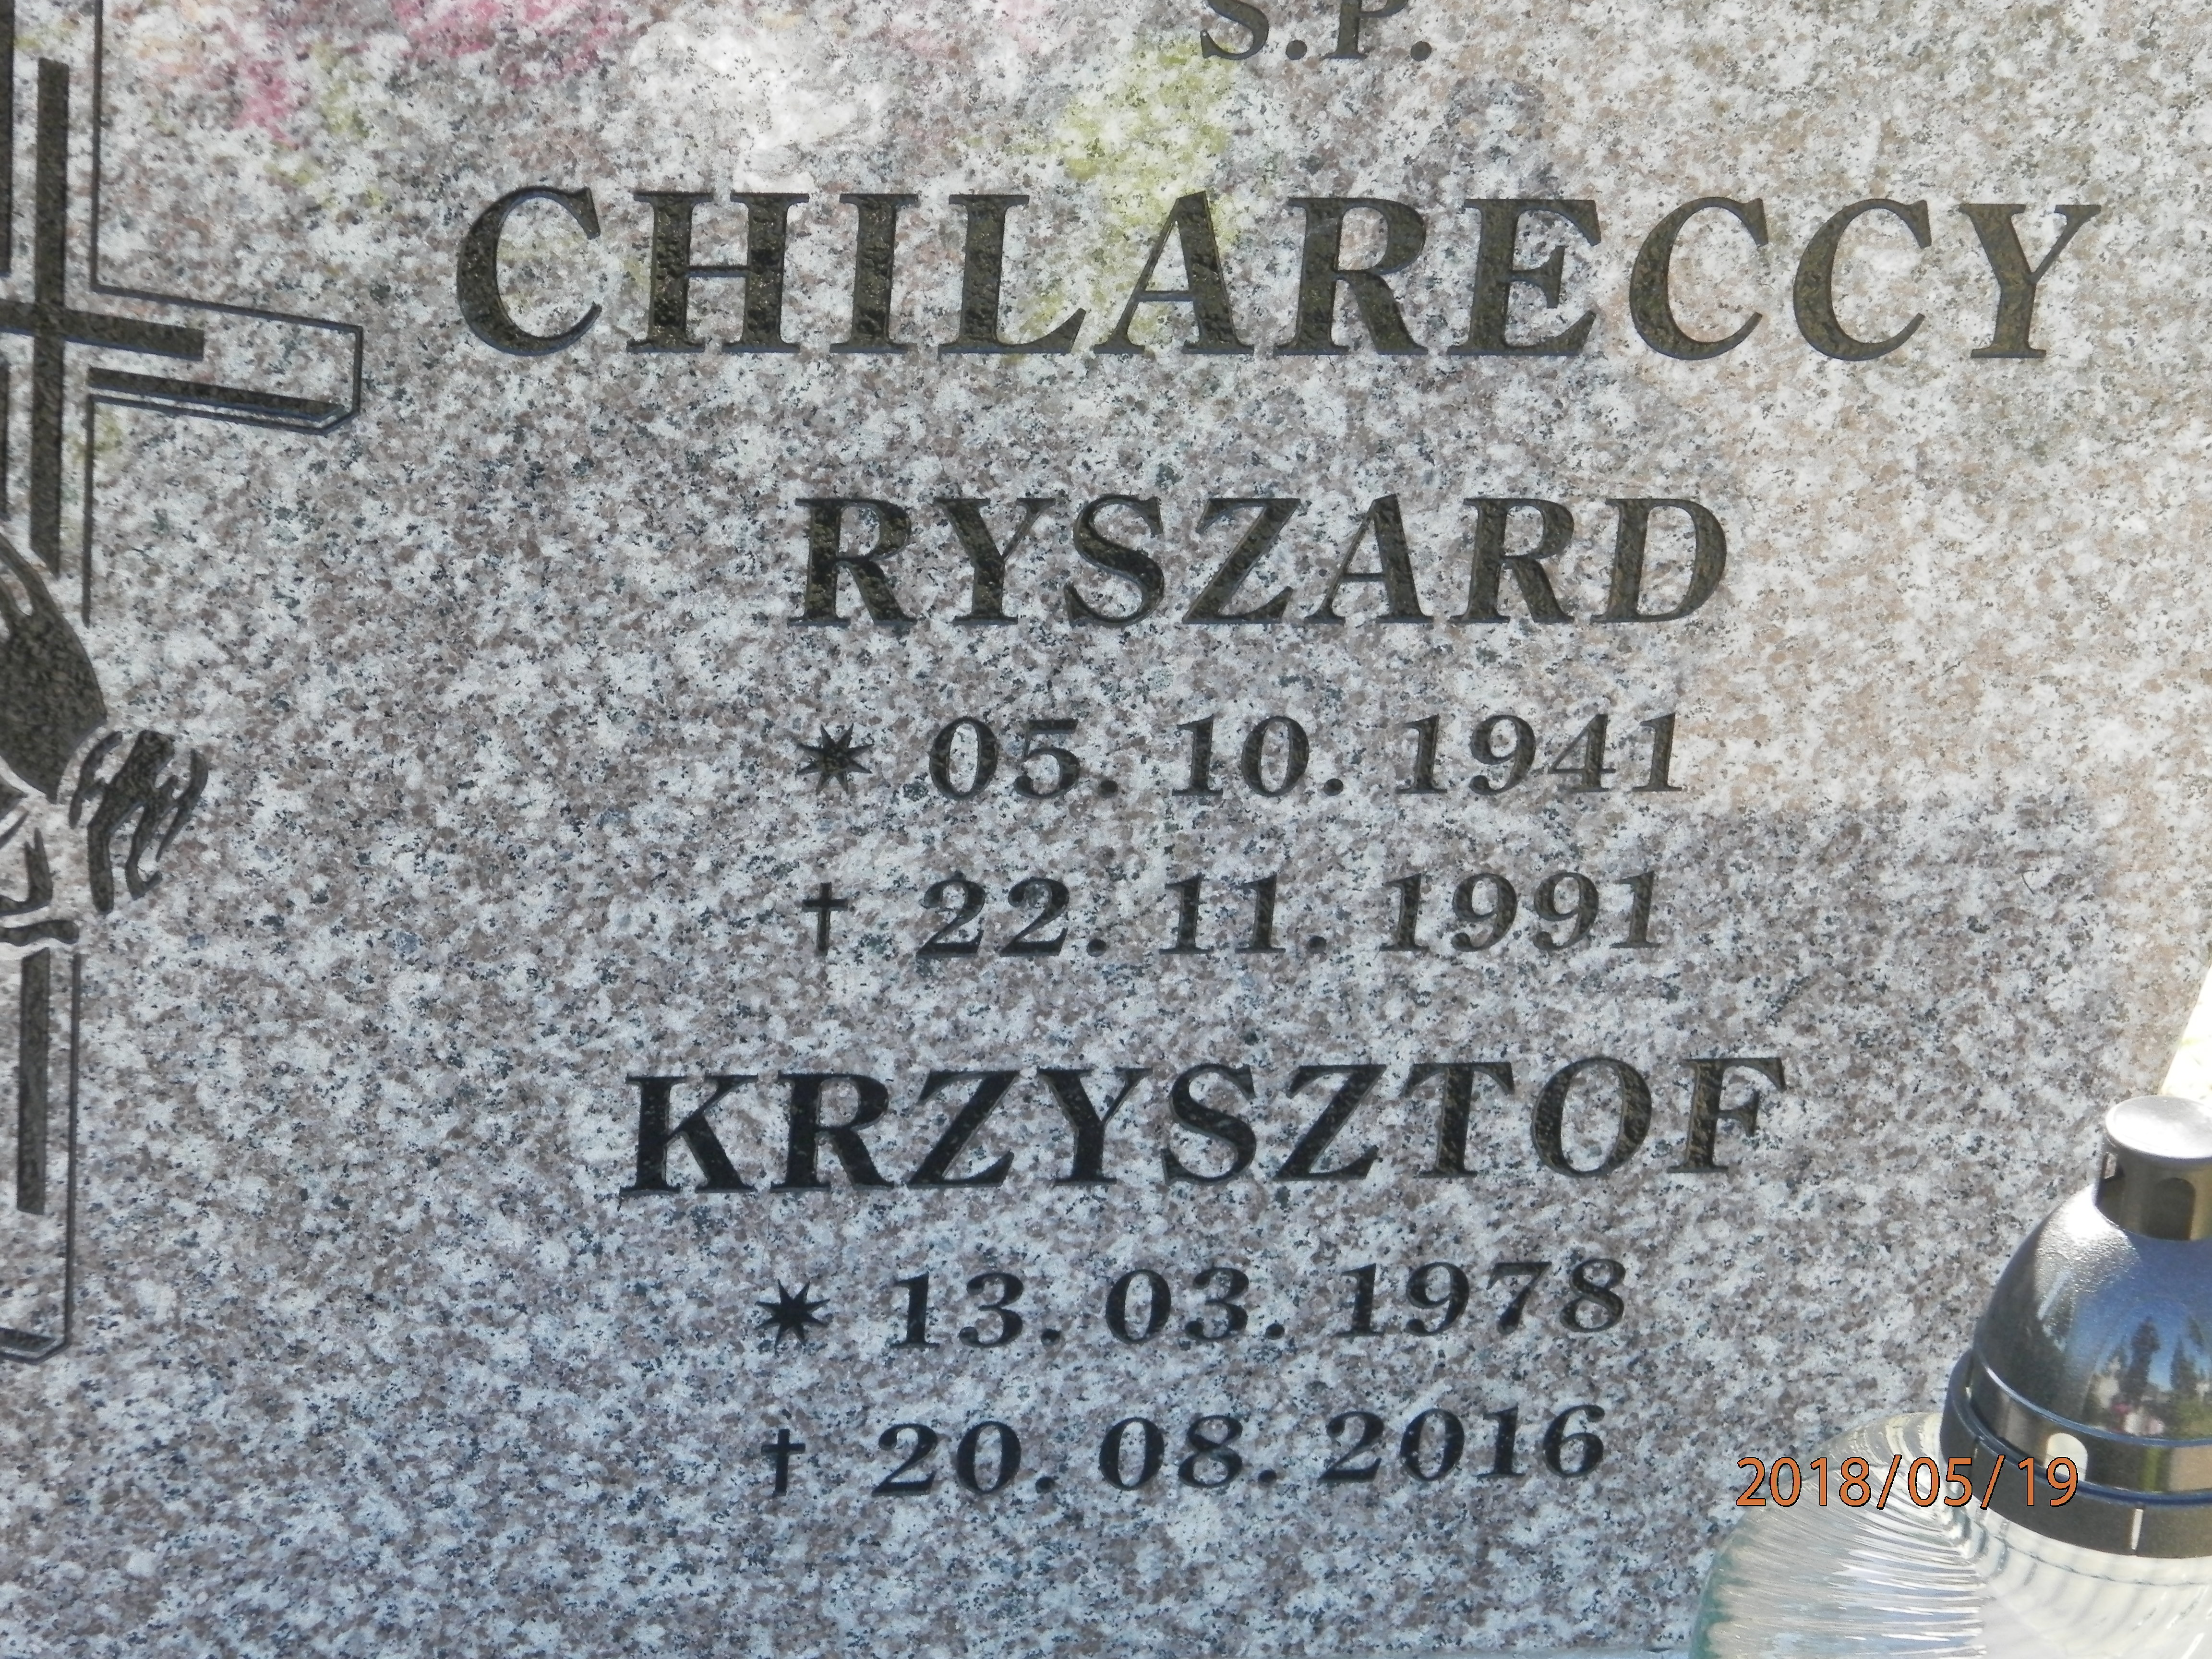 S.P.
CHILARECCY
RYSZARD
* 05. 10. 1941
† 22. 11. 1991
KRZYSZTOF
* 13. 03. 1978
† 20. 08. 2016
2018/05/19